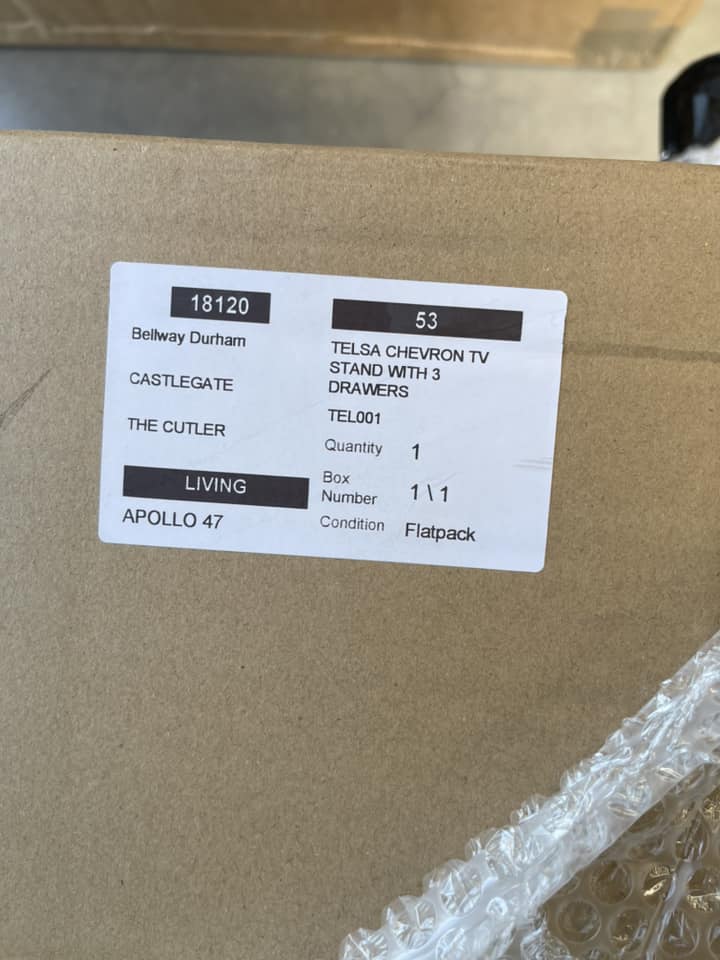 18120
Bellway Durham
CASTLEGATE
THE CUTLER
LIVING
APOLLO 47
53
TELSA CHEVRON TV
STAND WITH 3
DRAWERS
TEL001
Quantity 1
Box
Number 1 \ 1
Condition Flatpack